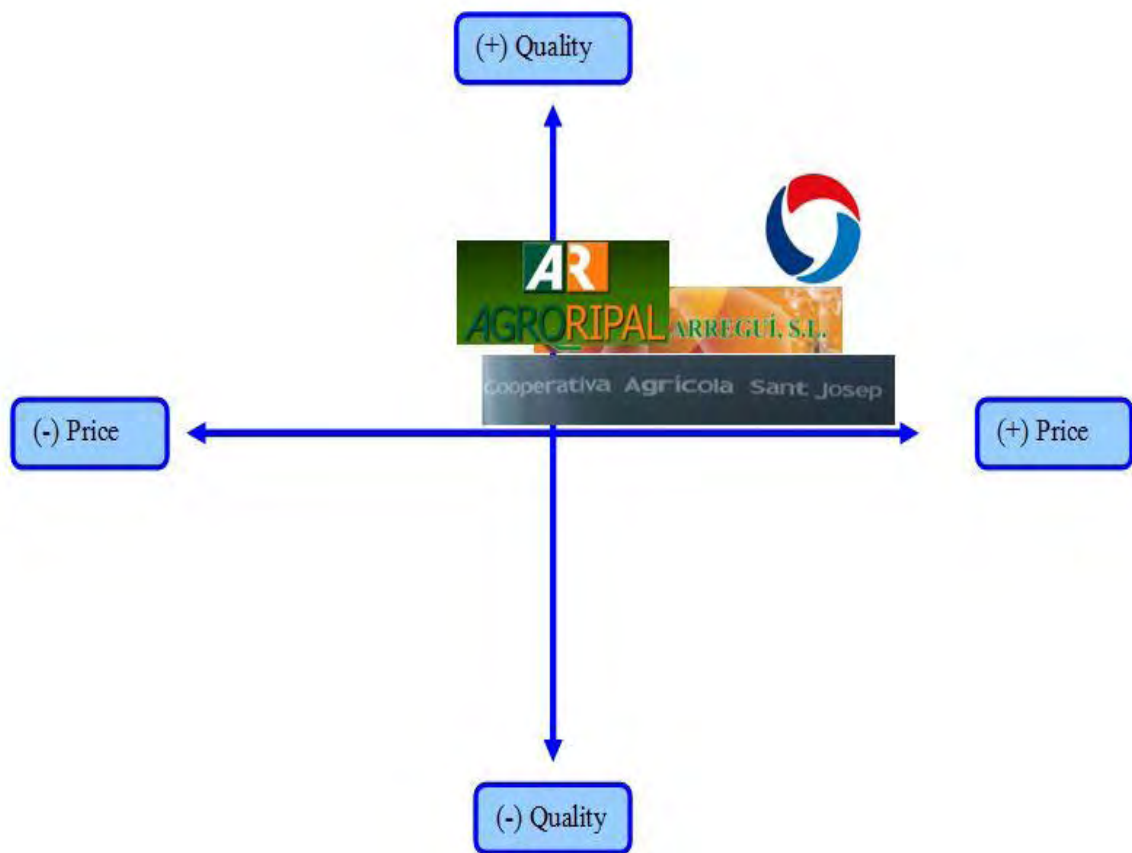 (+) Quality
AR
AGRORIPAL
ARREGUÍ, S.L.
Cooperativa Agrícola Sant Josep
(-) Price
(+) Price
(-) Quality